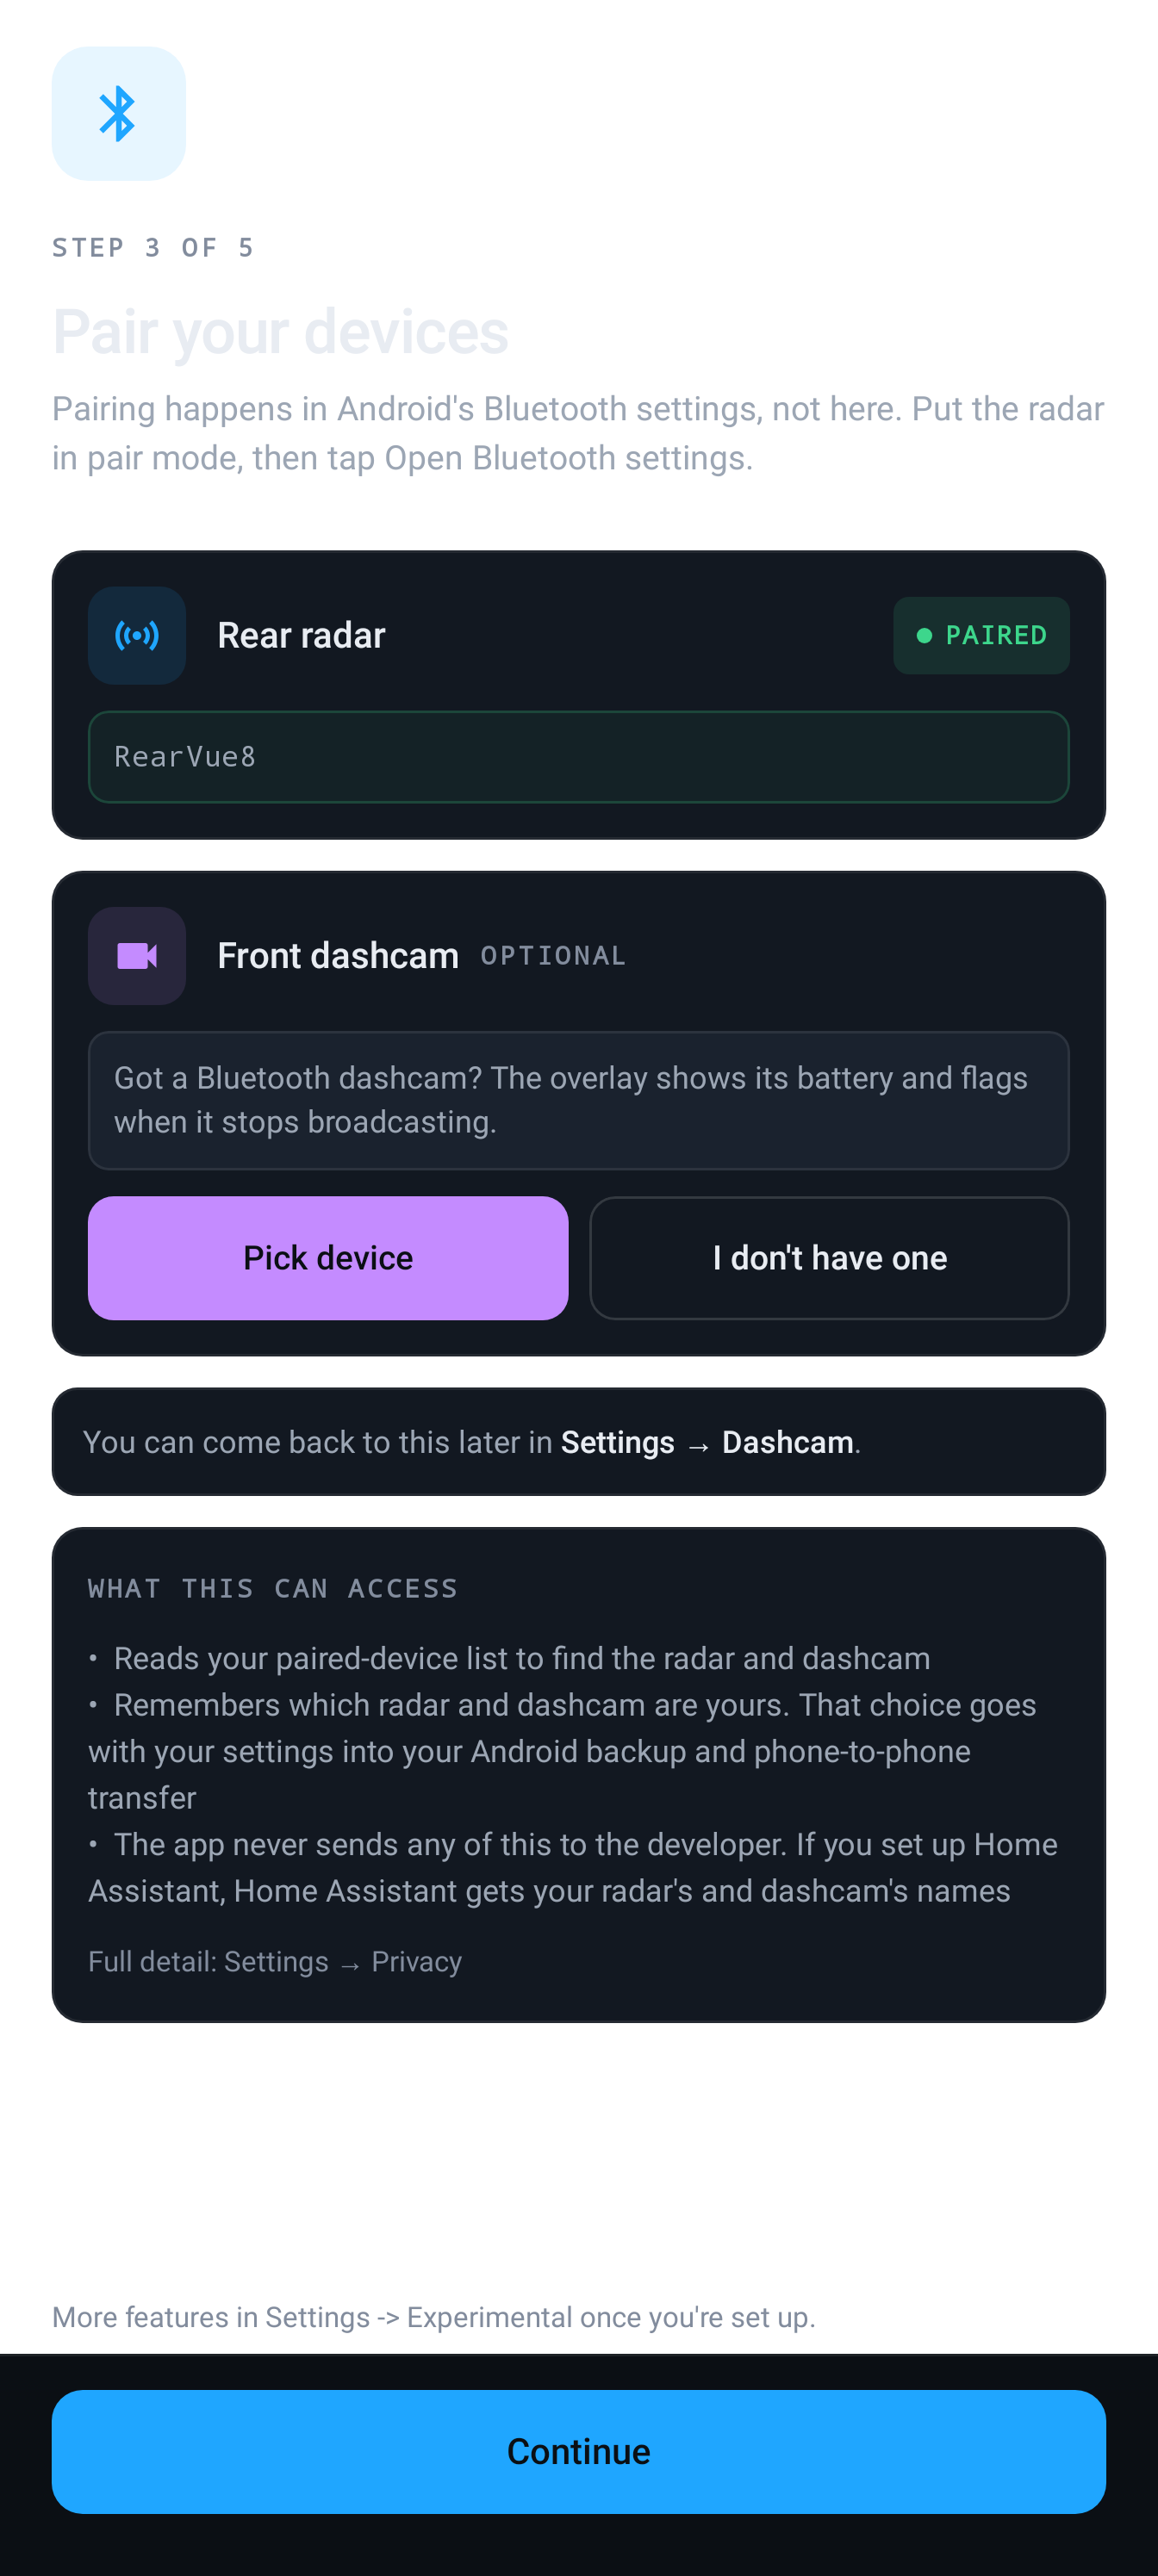 STEP 3 OF 5
Pair your devices
Pairing happens in Android's Bluetooth settings, not here. Put the radar
in pair mode, then tap Open Bluetooth settings.
Rear radar
PAIRED
RearVue8
Front dashcam OPTIONAL
Got a Bluetooth dashcam? The overlay shows its battery and flags
when it stops broadcasting.
Pick device
I don't have one
You can come back to this later in Settings → Dashcam.
WHAT THIS CAN ACCESS
• Reads your paired-device list to find the radar and dashcam
• Remembers which radar and dashcam are yours. That choice goes
with your settings into your Android backup and phone-to-phone
transfer
• The app never sends any of this to the developer. If you set up Home
Assistant, Home Assistant gets your radar's and dashcam's names
Full detail: Settings → Privacy
More features in Settings -> Experimental once you're set up.
Continue